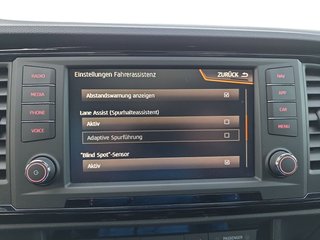 RADIO
MEDIA
PHONE
VOICE
Einstellungen Fahrerassistenz
ZURÜCK
Abstandswarnung anzeigen
Lane Assist (Spurhalteassistent)
Aktiv
Adaptive Spurführung
"Blind Spot"-Sensor
Aktiv
NAV
APP
CAR
MENU
PASSENGER